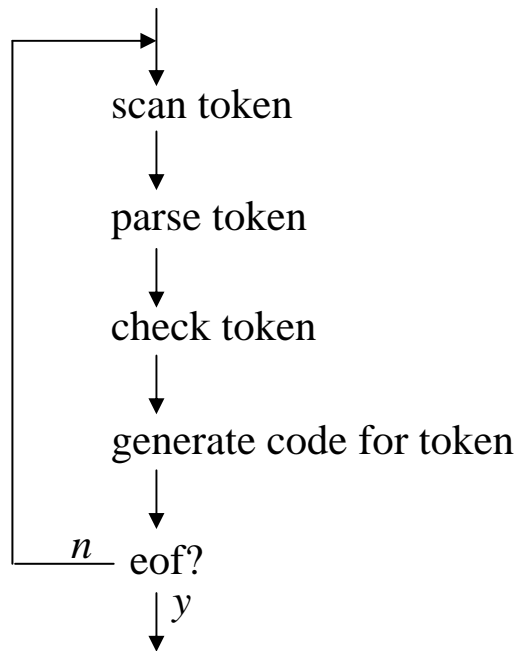 scan token
parse token
check token
generate code for token
n eof?
y